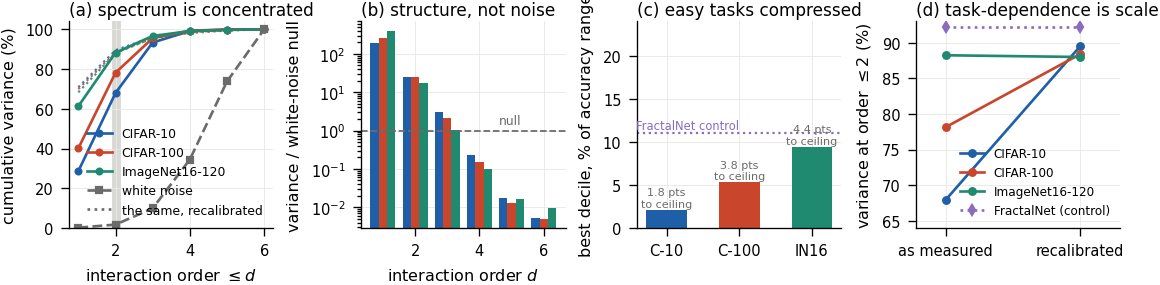 (a) spectrum is concentrated
cumulative variance (%)
100
80
60
40
20
0
CIFAR-10
CIFAR-100
ImageNet16-120
white noise
the same, recalibrated
2
4
6
interaction order ≤ d
(b) structure, not noise
variance / white-noise null
10²
10¹
10⁰
10⁻¹
10⁻²
null
2
4
6
interaction order d
(c) easy tasks compressed
best decile, % of accuracy range
20
15
10
5
0
FractalNet control
1.8 pts
to ceiling
3.8 pts
to ceiling
4.4 pts
to ceiling
C-10
C-100
IN16
(d) task-dependence is scale
variance at order ≤ 2 (%)
90
85
80
75
70
65
CIFAR-10
CIFAR-100
ImageNet16-120
FractalNet (control)
as measured
recalibrated